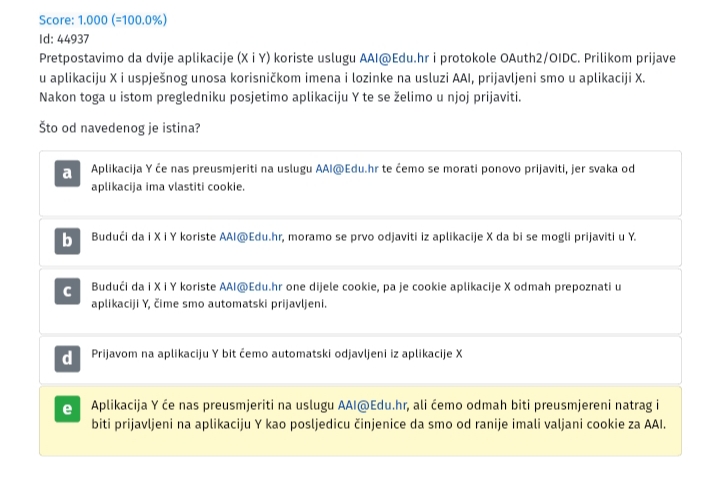 Score: 1.000 (=100.0%)
Id: 44937
Pretpostavimo da dvije aplikacije (X i Y) koriste uslugu AAI@Edu.hr i protokole OAuth2/OIDC. Prilikom prijave
u aplikaciju X i uspješnog unosa korisničkom imena i lozinke na usluzi AAI, prijavljeni smo u aplikaciji X.
Nakon toga u istom pregledniku posjetimo aplikaciju Y te se želimo u njoj prijaviti.
Što od navedenog je istina?
a Aplikacija Y će nas preusmjeriti na uslugu AAI@Edu.hr te ćemo se morati ponovo prijaviti, jer svaka od
aplikacija ima vlastiti cookie.
b Budući da i X i Y koriste AAI@Edu.hr, moramo se prvo odjaviti iz aplikacije X da bi se mogli prijaviti u Y.
c Budući da i X i Y koriste AAI@Edu.hr one dijele cookie, pa je cookie aplikacije X odmah prepoznati u
aplikaciji Y, čime smo automatski prijavljeni.
d Prijavom na aplikaciju Y bit ćemo automatski odjavljeni iz aplikacije X
e Aplikacija Y će nas preusmjeriti na uslugu AAI@Edu.hr, ali ćemo odmah biti preusmjereni natrag i
biti prijavljeni na aplikaciju Y kao posljedicu činjenice da smo od ranije imali valjani cookie za AAI.